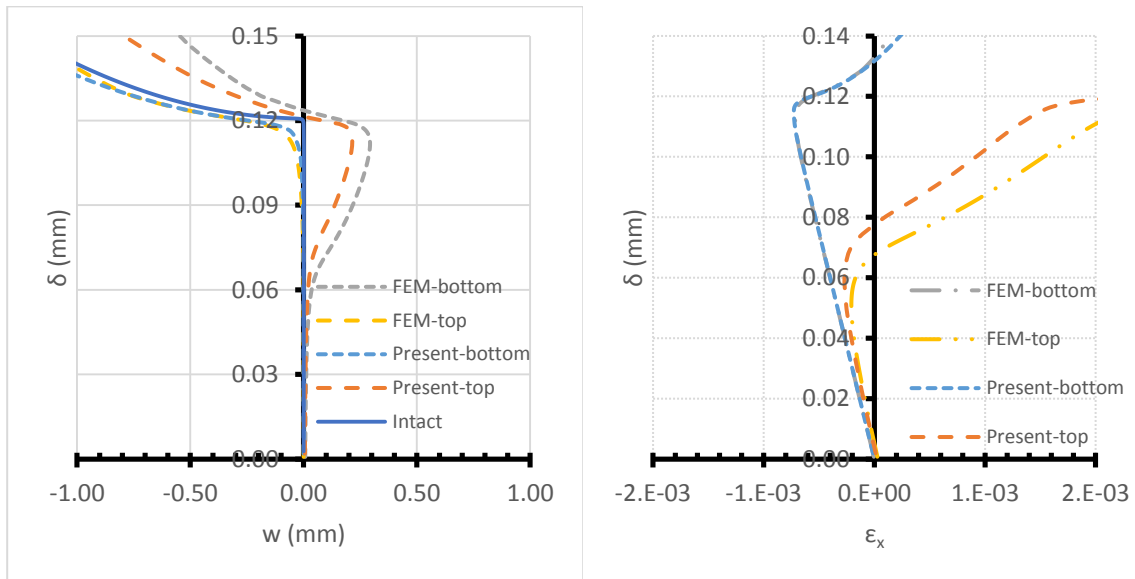 0.15
0.12
0.09
0.06
0.03
0.00
δ (mm)
FEM-bottom
FEM-top
Present-bottom
Present-top
Intact
-1.00 -0.50 0.00 0.50 1.00
w (mm)
0.14
0.12
0.10
0.08
0.06
0.04
0.02
0.00
δ (mm)
FEM-bottom
FEM-top
Present-bottom
Present-top
-2.E-03 -1.E-03 0.E+00 1.E-03 2.E-03
εx